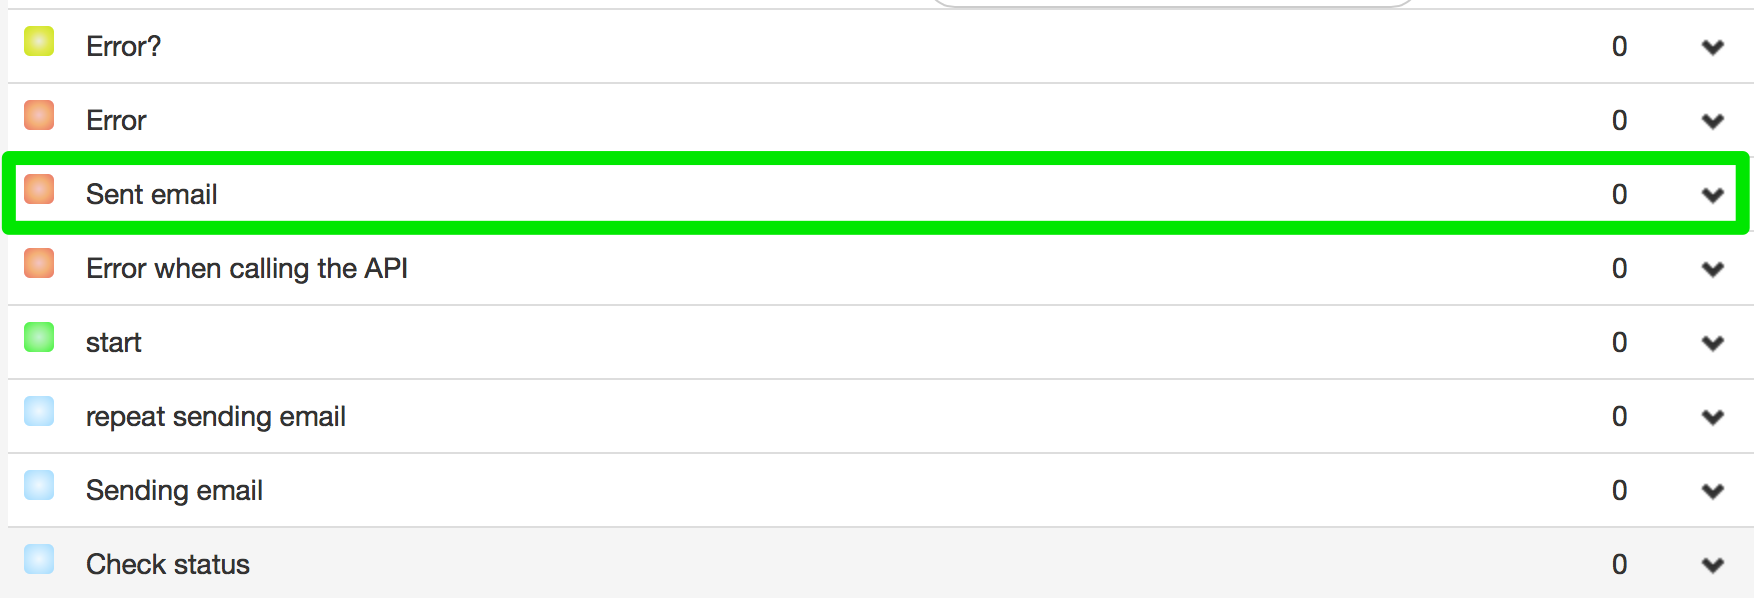 Error? 0
Error 0
Sent email 0
Error when calling the API 0
start 0
repeat sending email 0
Sending email 0
Check status 0